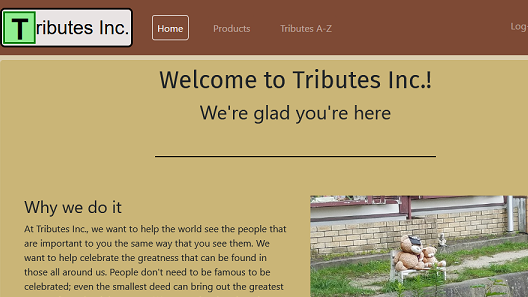 Tributes Inc.
Home Products Tributes A-Z Log
Welcome to Tributes Inc.!
We're glad you're here
Why we do it
At Tributes Inc., we want to help the world see the people that
are important to you the same way that you see them. We
want to help celebrate the greatness that can be found in
those all around us. People don't need to be famous to be
celebrated; even the smallest deed can bring out the greatest